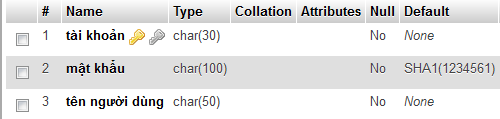 # Name Type Collation Attributes Null Default
1 tài khoản char(30) No None
2 mật khẩu char(100) No SHA1(1234561)
3 tên người dùng char(50) No None